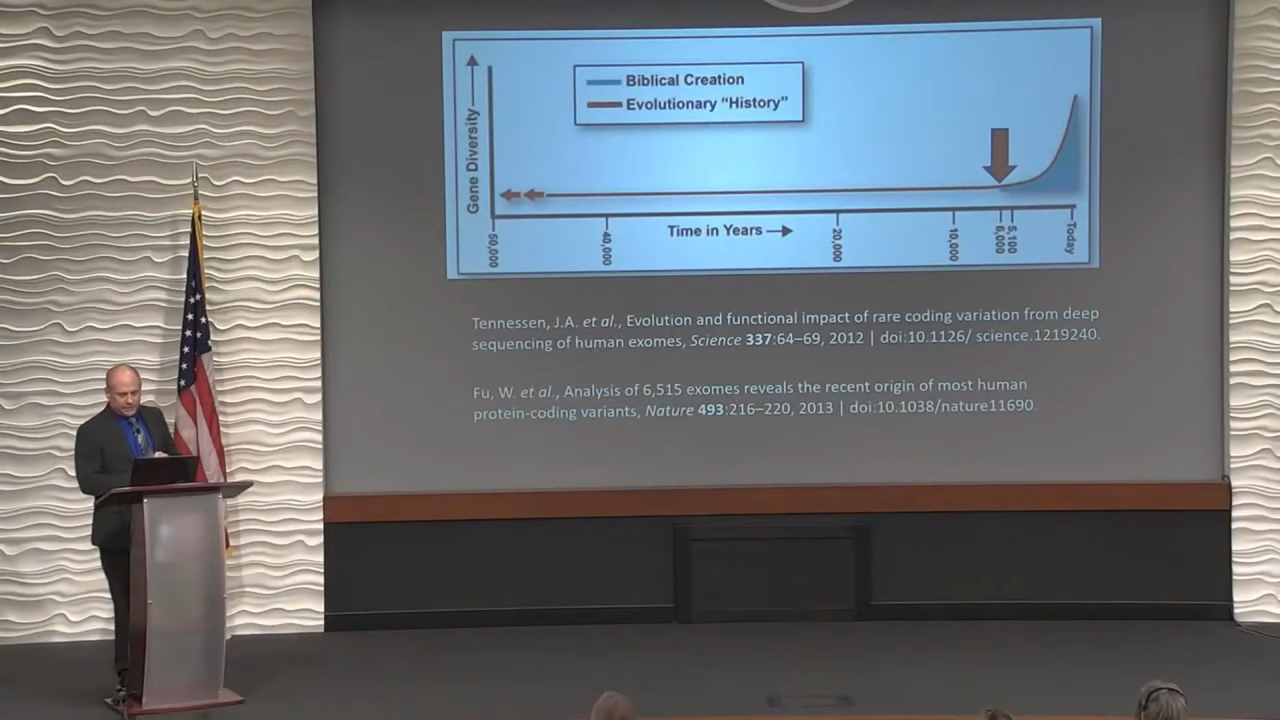 Biblical Creation
Evolutionary "History"
Gene Diversity
Time in Years
50,000
40,000
20,000
10,000
6,000
5,100
Today
Tennessen, J.A. et al., Evolution and functional impact of rare coding variation from deep
sequencing of human exomes, Science 337:64–69, 2012 | doi:10.1126/ science.1219240.
Fu, W. et al., Analysis of 6,515 exomes reveals the recent origin of most human
protein-coding variants, Nature 493:216–220, 2013 | doi:10.1038/nature11690.